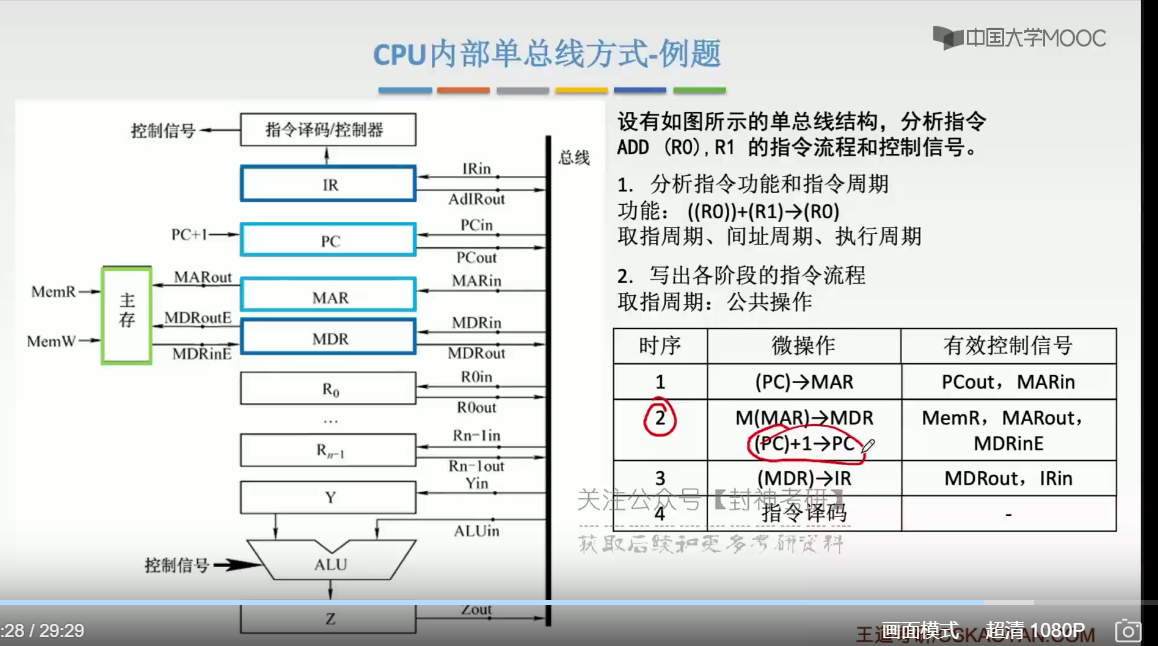 中国大学MOOC
CPU内部单总线方式-例题
控制信号
指令译码/控制器
总线
IRin
IR
AdIRout
PCin
PC+1
PC
PCout
MARout
MARin
MemR
主存
MAR
MDRoutE
MDRin
MemW
MDR
MDRinE
MDRout
R0in
R0
R0out
…
Rn-1in
Rn-1
Rn-1out
Yin
Y
ALUin
控制信号
ALU
Zout
Z
设有如图所示的单总线结构，分析指令
ADD (R0),R1 的指令流程和控制信号。
1. 分析指令功能和指令周期
功能： ((R0))+(R1)→(R0)
取指周期、间址周期、执行周期
2. 写出各阶段的指令流程
取指周期：公共操作
时序 微操作 有效控制信号
1 (PC)→MAR PCout，MARin
2 M(MAR)→MDR MemR，MARout，
(PC)+1→PC MDRinE
3 (MDR)→IR MDRout，IRin
4 指令译码 -
关注公众号【封神考研】
获取后续和更多考研资料
:28 / 29:29
画面模式
超清 1080P